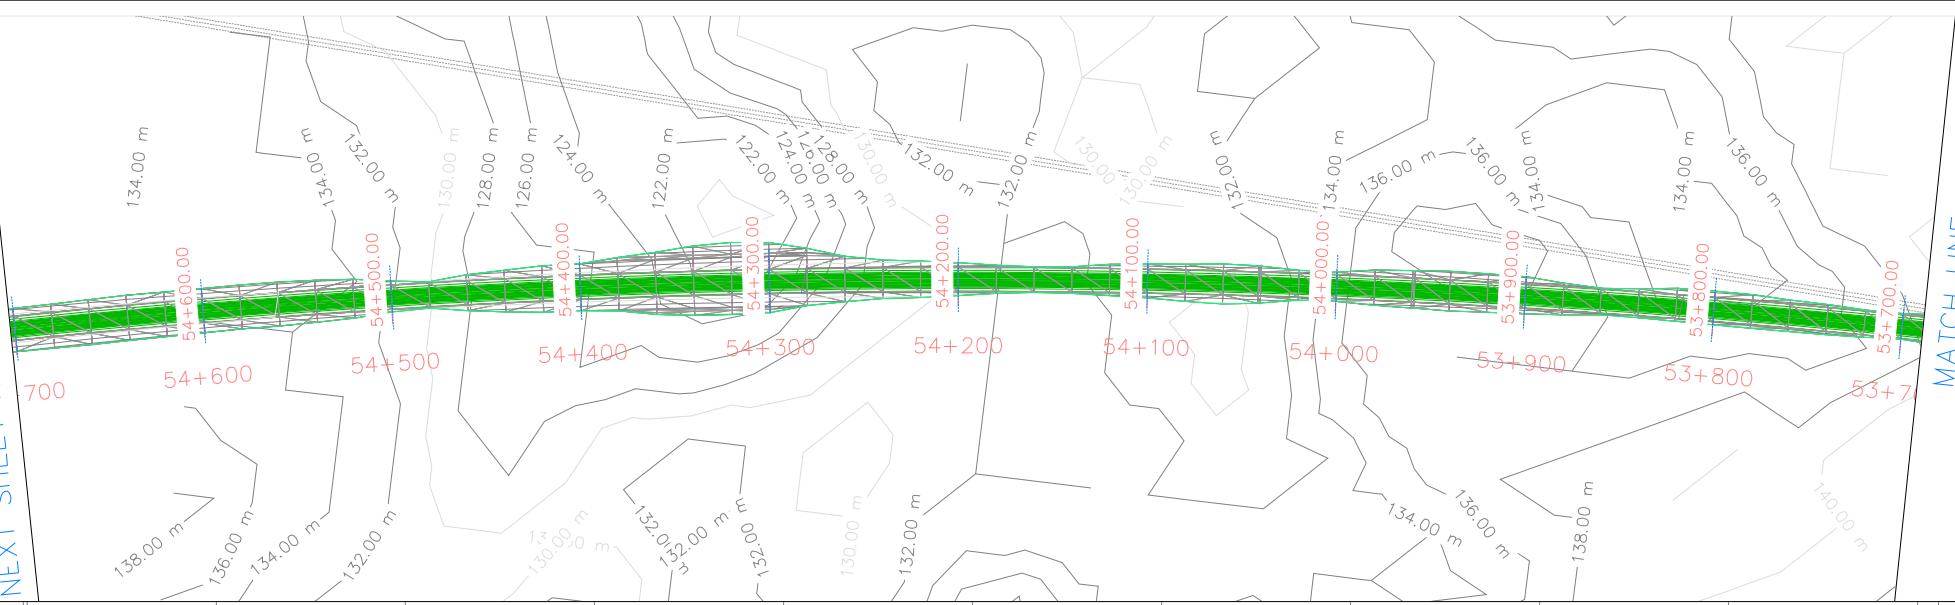 134.00 m
134.00 m
132.00 m
130.00 m
128.00 m
126.00 m
124.00 m
122.00 m
122.00 m
124.00 m
126.00 m
128.00 m
130.00 m
132.00 m
132.00 m
130.00 m
130.00 m
132.00 m
134.00 m
136.00 m
136.00 m
134.00 m
134.00 m
136.00 m
54+600.00
54+500.00
54+400.00
54+300.00
54+200.00
54+100.00
54+000.00
53+900.00
53+800.00
53+700.00
MATCH LINE
700
54+600
54+500
54+400
54+300
54+200
54+100
54+000
53+900
53+800
53+7
NEXT SHEET
138.00 m
136.00 m
134.00 m
132.00 m
130.00 m
132.00 m
132.00 m
130.00 m
132.00 m
134.00 m
136.00 m
138.00 m
140.00 m